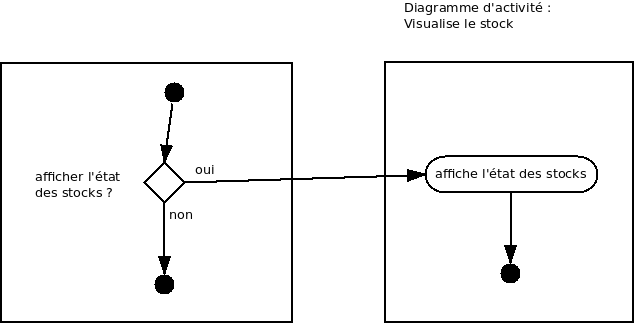 Diagramme d'activité :
Visualise le stock
afficher l'état
des stocks ?
oui
non
affiche l'état des stocks